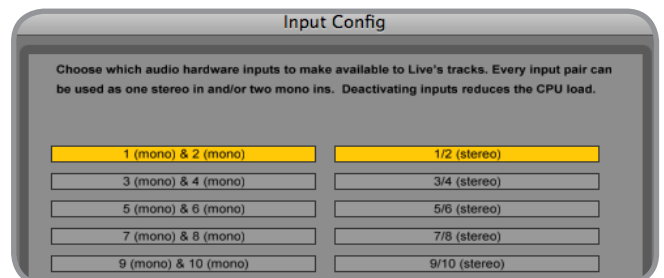 Input Config
Choose which audio hardware inputs to make available to Live's tracks. Every input pair can
be used as one stereo in and/or two mono ins.  Deactivating inputs reduces the CPU load.
1 (mono) & 2 (mono)
1/2 (stereo)
3 (mono) & 4 (mono)
3/4 (stereo)
5 (mono) & 6 (mono)
5/6 (stereo)
7 (mono) & 8 (mono)
7/8 (stereo)
9 (mono) & 10 (mono)
9/10 (stereo)